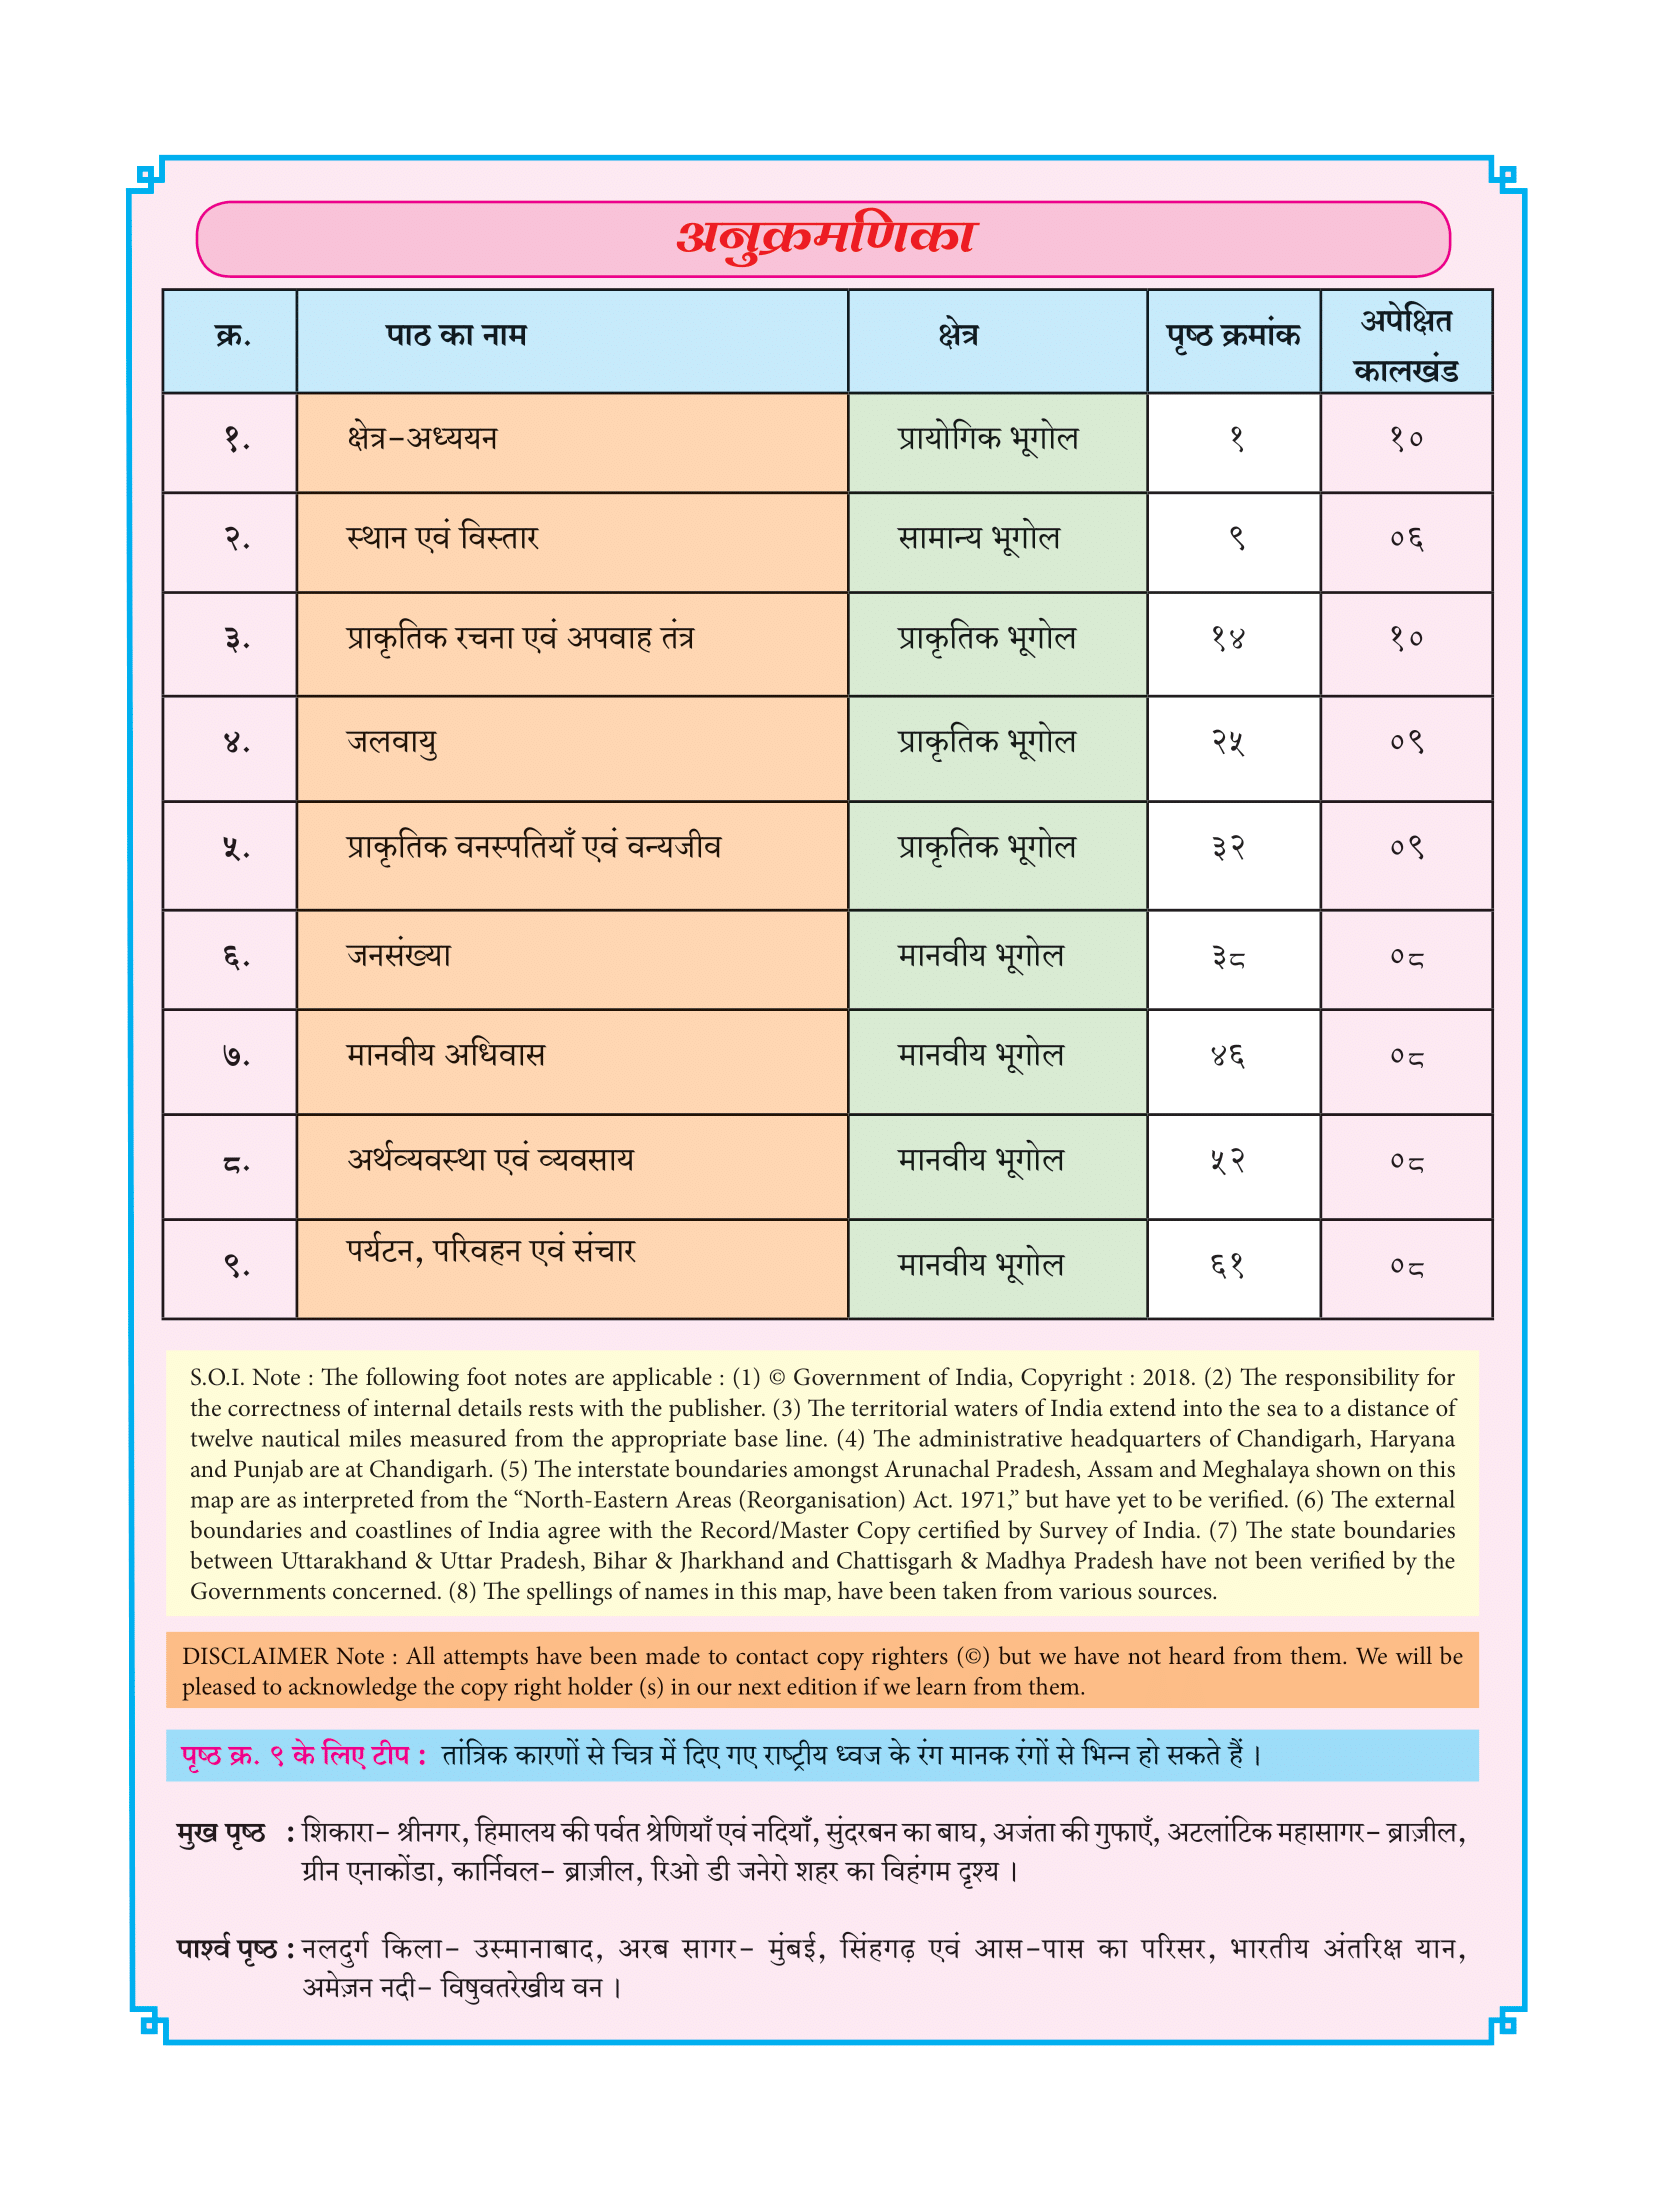 अनुक्रमणिका
क्र. पाठ का नाम क्षेत्र पृष्ठ क्रमांक अपेक्षित कालखंड
१. क्षेत्र-अध्ययन प्रायोगिक भूगोल १ १०
२. स्थान एवं विस्तार सामान्य भूगोल ९ ०६
३. प्राकृतिक रचना एवं अपवाह तंत्र प्राकृतिक भूगोल १४ १०
४. जलवायु प्राकृतिक भूगोल २५ ०९
५. प्राकृतिक वनस्पतियाँ एवं वन्यजीव प्राकृतिक भूगोल ३२ ०९
६. जनसंख्या मानवीय भूगोल ३८ ०८
७. मानवीय अधिवास मानवीय भूगोल ४६ ०८
८. अर्थव्यवस्था एवं व्यवसाय मानवीय भूगोल ५२ ०८
९. पर्यटन, परिवहन एवं संचार मानवीय भूगोल ६१ ०८
S.O.I. Note : The following foot notes are applicable : (1) © Government of India, Copyright : 2018. (2) The responsibility for
the correctness of internal details rests with the publisher. (3) The territorial waters of India extend into the sea to a distance of
twelve nautical miles measured from the appropriate base line. (4) The administrative headquarters of Chandigarh, Haryana
and Punjab are at Chandigarh. (5) The interstate boundaries amongst Arunachal Pradesh, Assam and Meghalaya shown on this
map are as interpreted from the “North-Eastern Areas (Reorganisation) Act. 1971,” but have yet to be verified. (6) The external
boundaries and coastlines of India agree with the Record/Master Copy certified by Survey of India. (7) The state boundaries
between Uttarakhand & Uttar Pradesh, Bihar & Jharkhand and Chattisgarh & Madhya Pradesh have not been verified by the
Governments concerned. (8) The spellings of names in this map, have been taken from various sources.
DISCLAIMER Note : All attempts have been made to contact copy righters (©) but we have not heard from them. We will be
pleased to acknowledge the copy right holder (s) in our next edition if we learn from them.
पृष्ठ क्र. ९ के लिए टीप : तांत्रिक कारणों से चित्र में दिए गए राष्ट्रीय ध्वज के रंग मानक रंगों से भिन्न हो सकते हैं ।
मुख पृष्ठ : शिकारा- श्रीनगर, हिमालय की पर्वत श्रेणियाँ एवं नदियाँ, सुंदरबन का बाघ, अजंता की गुफाएँ, अटलांटिक महासागर- ब्राज़ील,
ग्रीन एनाकोंडा, कार्निवल- ब्राज़ील, रिओ डी जनेरो शहर का विहंगम दृश्य ।
पार्श्व पृष्ठ : नलदुर्ग किला- उस्मानाबाद, अरब सागर- मुंबई, सिंहगढ़ एवं आस-पास का परिसर, भारतीय अंतरिक्ष यान,
अमेज़न नदी- विषुवतरेखीय वन ।